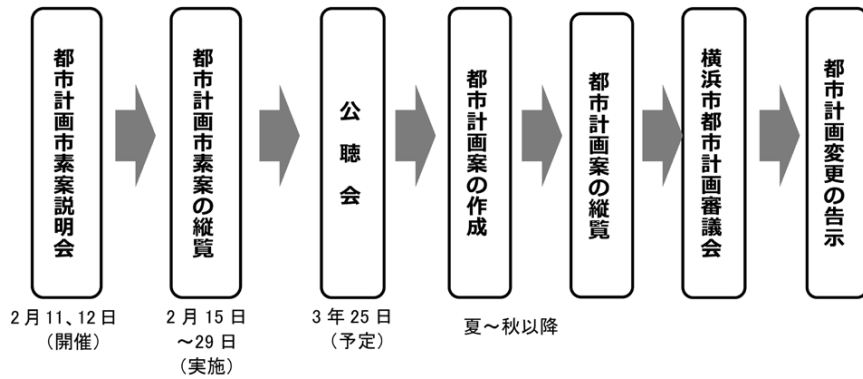 都市計画市素案説明会
都市計画市素案の縦覧
公聴会
都市計画案の作成
都市計画案の縦覧
横浜市都市計画審議会
都市計画変更の告示
2月11、12日
(開催)
2月15日
～29日
(実施)
3年25日
(予定)
夏～秋以降